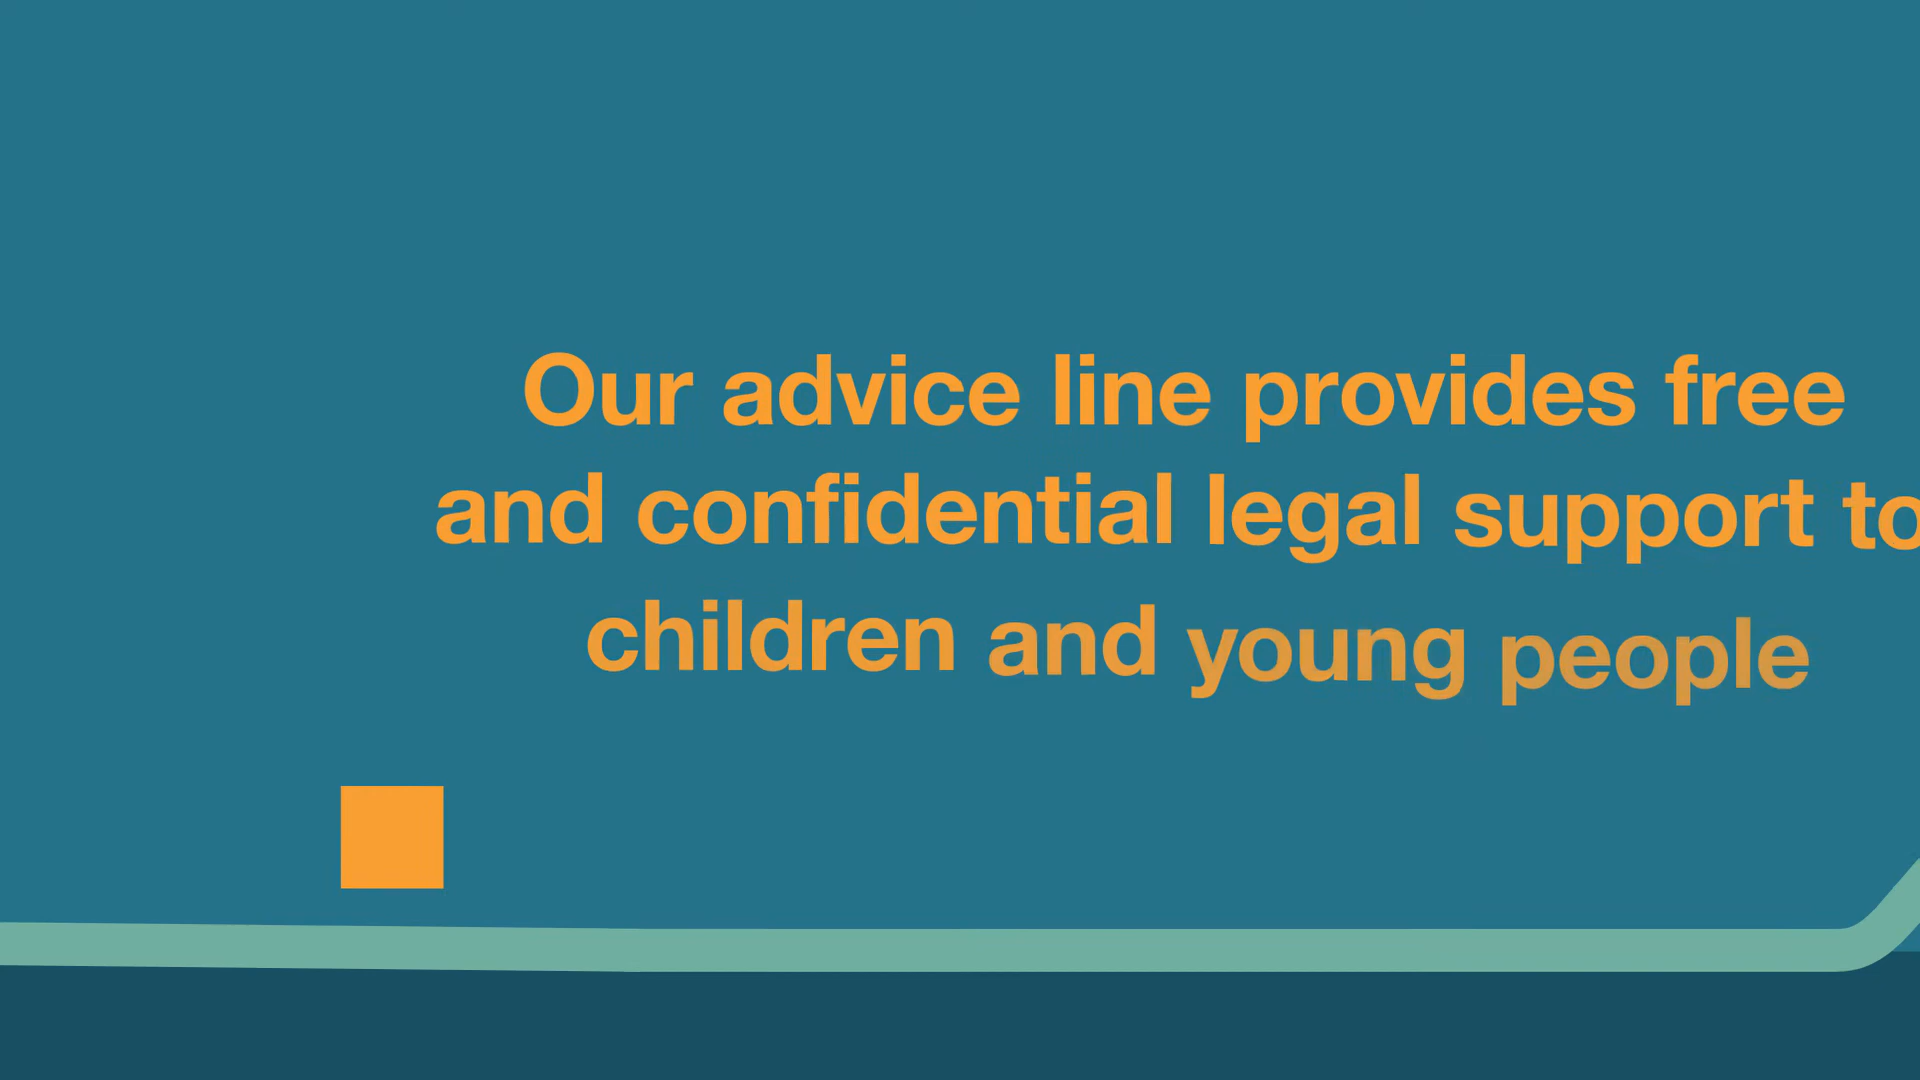 Our advice line provides free
and confidential legal support to
children and young people